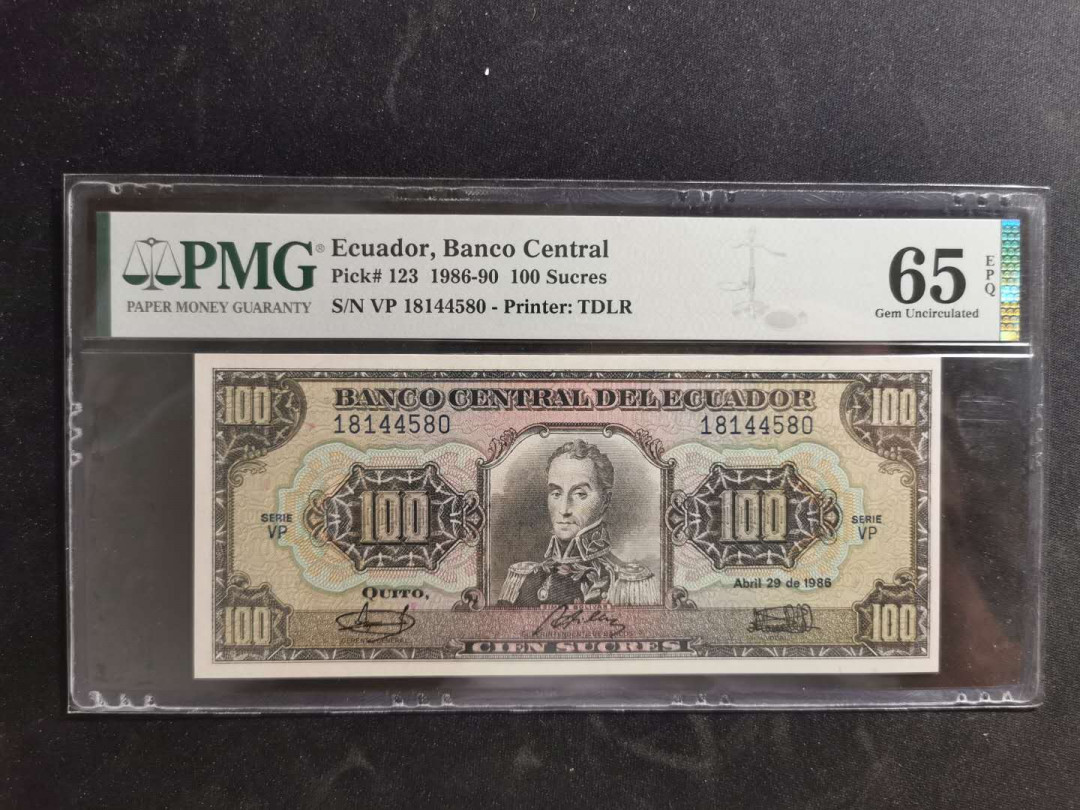 PMG®
PAPER MONEY GUARANTY
Ecuador, Banco Central
Pick# 123 1986-90 100 Sucres
S/N VP 18144580 - Printer: TDLR
65
EPQ
Gem Uncirculated
100
BANCO CENTRAL DEL ECUADOR
100
18144580
18144580
SERIE
VP
100
100
SERIE
VP
Abril 29 de 1986
QUITO,
100
100
CIEN SUCRES